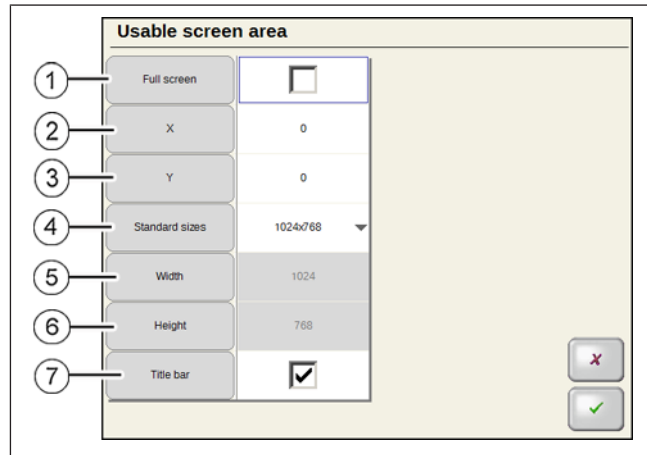 Usable screen area
1 Full screen
2 X 0
3 Y 0
4 Standard sizes 1024x768
5 Width 1024
6 Height 768
7 Title bar